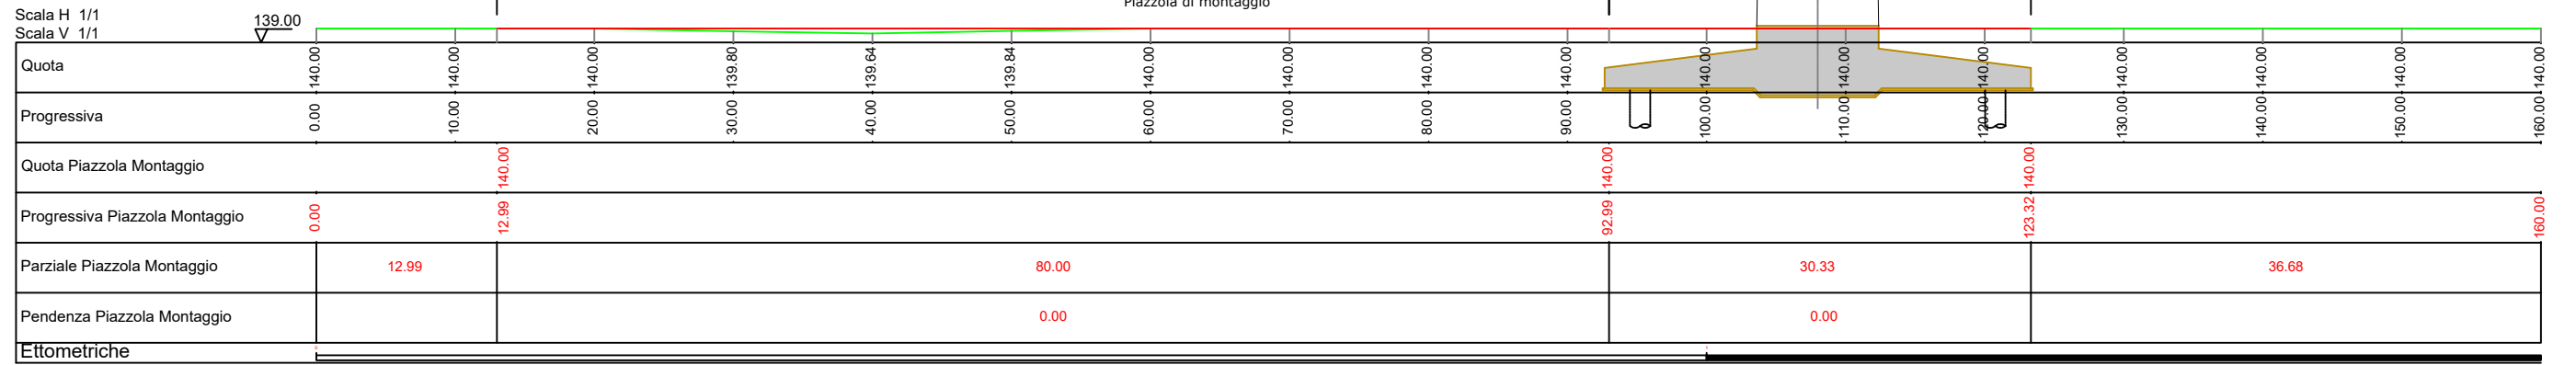 Piazzola di montaggio
Scala H 1/1
Scala V 1/1
139.00
Quota
140.00 140.00 140.00 139.80 139.64 139.84 140.00 140.00 140.00 140.00 140.00 140.00 140.00 140.00 140.00 140.00 140.00
Progressiva
0.00 10.00 20.00 30.00 40.00 50.00 60.00 70.00 80.00 90.00 100.00 110.00 120.00 130.00 140.00 150.00 160.00
Quota Piazzola Montaggio
140.00 140.00 140.00
Progressiva Piazzola Montaggio
0.00 12.99 92.99 123.32 160.00
Parziale Piazzola Montaggio
12.99 80.00 30.33 36.68
Pendenza Piazzola Montaggio
0.00 0.00
Ettometriche